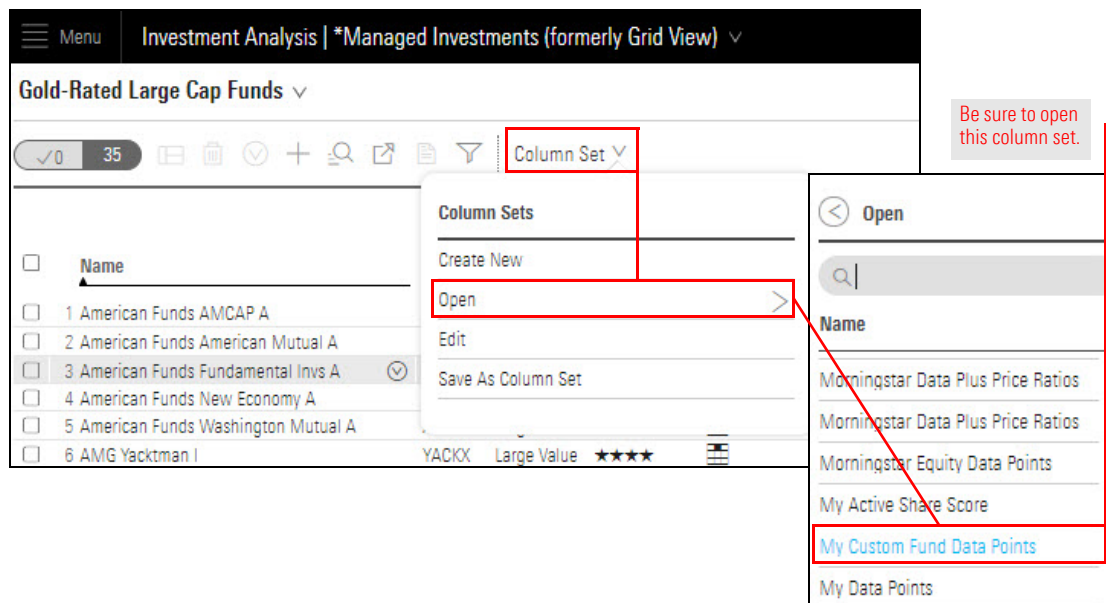 Menu
Investment Analysis | *Managed Investments (formerly Grid View)
Gold-Rated Large Cap Funds
0 35
Column Set
Be sure to open
this column set.
Column Sets
Create New
Open
Edit
Save As Column Set
Name
1 American Funds AMCAP A
2 American Funds American Mutual A
3 American Funds Fundamental Invs A
4 American Funds New Economy A
5 American Funds Washington Mutual A
6 AMG Yacktman I YACKX Large Value ★★★★
Open
Name
Morningstar Data Plus Price Ratios
Morningstar Data Plus Price Ratios
Morningstar Equity Data Points
My Active Share Score
My Custom Fund Data Points
My Data Points